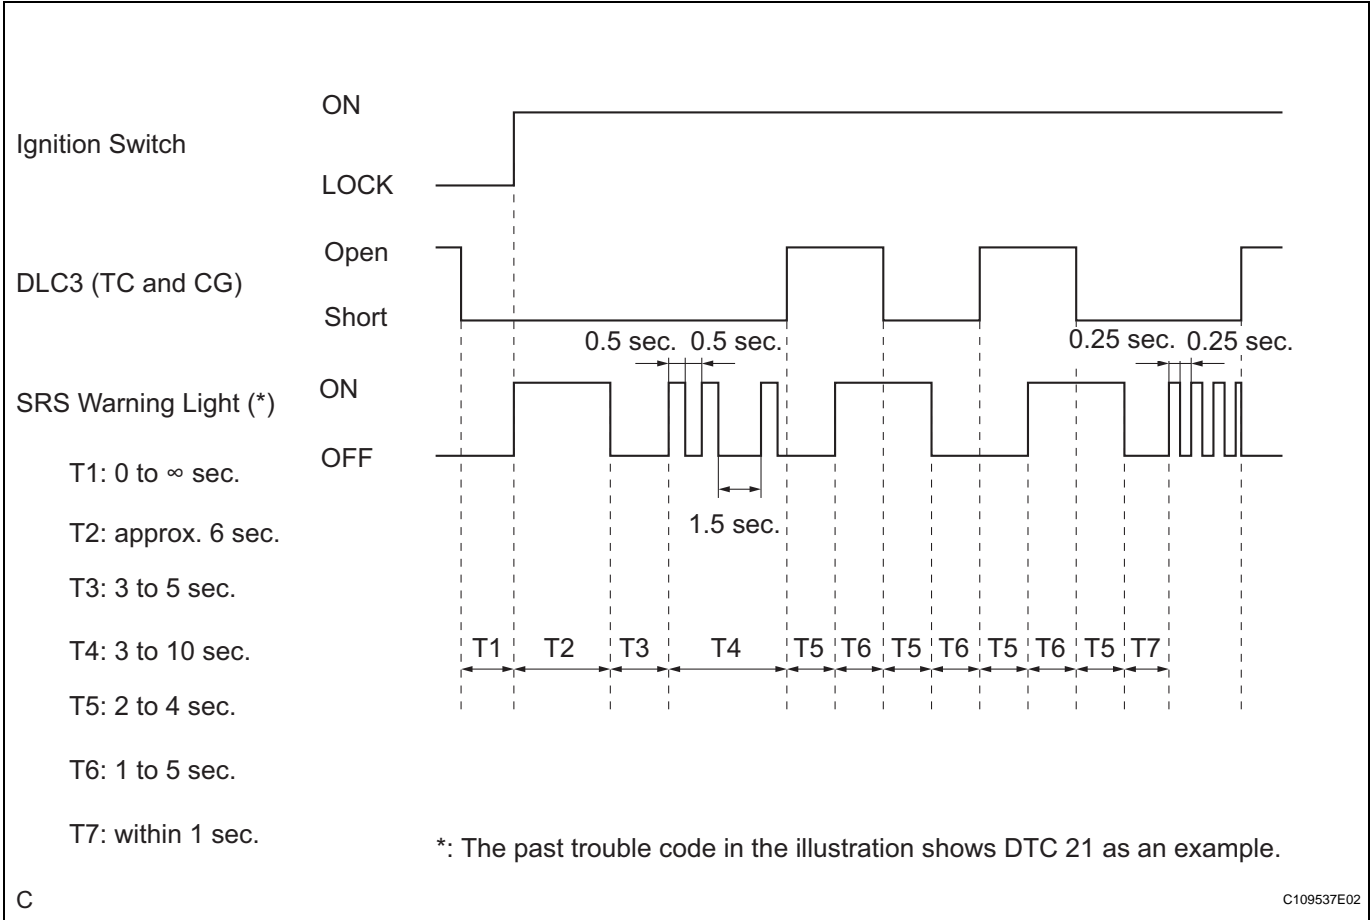 ON
Ignition Switch
LOCK
Open
DLC3 (TC and CG)
Short
0.5 sec. 0.5 sec.
0.25 sec. 0.25 sec.
ON
SRS Warning Light (*)
OFF
T1: 0 to ∞ sec.
1.5 sec.
T2: approx. 6 sec.
T3: 3 to 5 sec.
T4: 3 to 10 sec.
T1 T2 T3 T4 T5 T6 T5 T6 T5 T6 T5 T7
T5: 2 to 4 sec.
T6: 1 to 5 sec.
T7: within 1 sec.
*: The past trouble code in the illustration shows DTC 21 as an example.
C
C109537E02